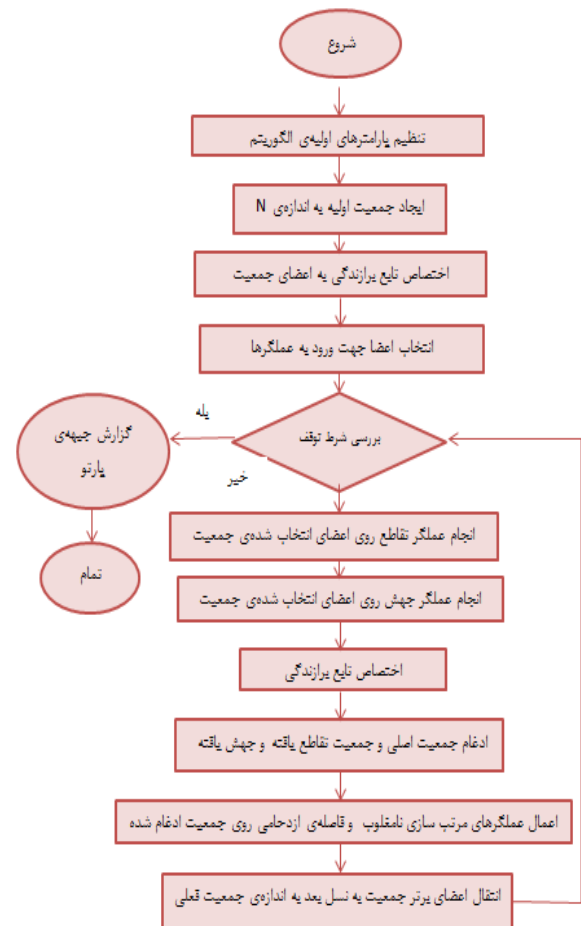 شروع
تنظیم پارامترهای اولیه‌ی الگوریتم
ایجاد جمعیت اولیه به اندازه‌ی N
اختصاص تابع برازندگی به اعضای جمعیت
انتخاب اعضا جهت ورود به عملگرها
بررسی شرط توقف
بله
گزارش جبهه‌ی
پارتو
تمام
خیر
انجام عملگر تقاطع روی اعضای انتخاب شده‌ی جمعیت
انجام عملگر جهش روی اعضای انتخاب شده‌ی جمعیت
اختصاص تابع برازندگی
ادغام جمعیت اصلی و جمعیت تقاطع یافته و جهش یافته
اعمال عملگرهای مرتب سازی نامغلوب و فاصله‌ی ازدحامی روی جمعیت ادغام شده
انتقال اعضای برتر جمعیت به نسل بعد به اندازه‌ی جمعیت فعلی